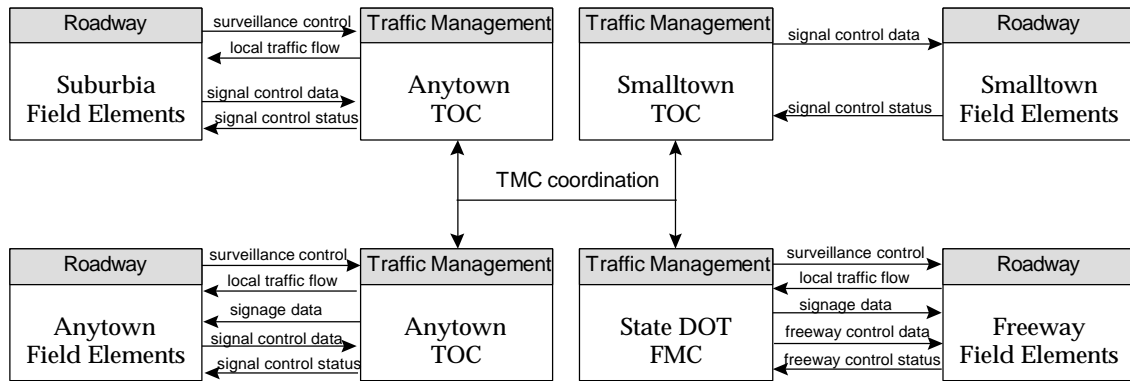 Roadway
surveillance control
Traffic Management
Traffic Management
Roadway
local traffic flow
signal control data
Suburbia
Field Elements
signal control data
signal control status
Anytown
TOC
Smalltown
TOC
signal control status
Smalltown
Field Elements
TMC coordination
Roadway
surveillance control
Traffic Management
Traffic Management
surveillance control
Roadway
local traffic flow
local traffic flow
Anytown
Field Elements
signage data
signal control data
signal control status
Anytown
TOC
State DOT
FMC
signage data
freeway control data
freeway control status
Freeway
Field Elements